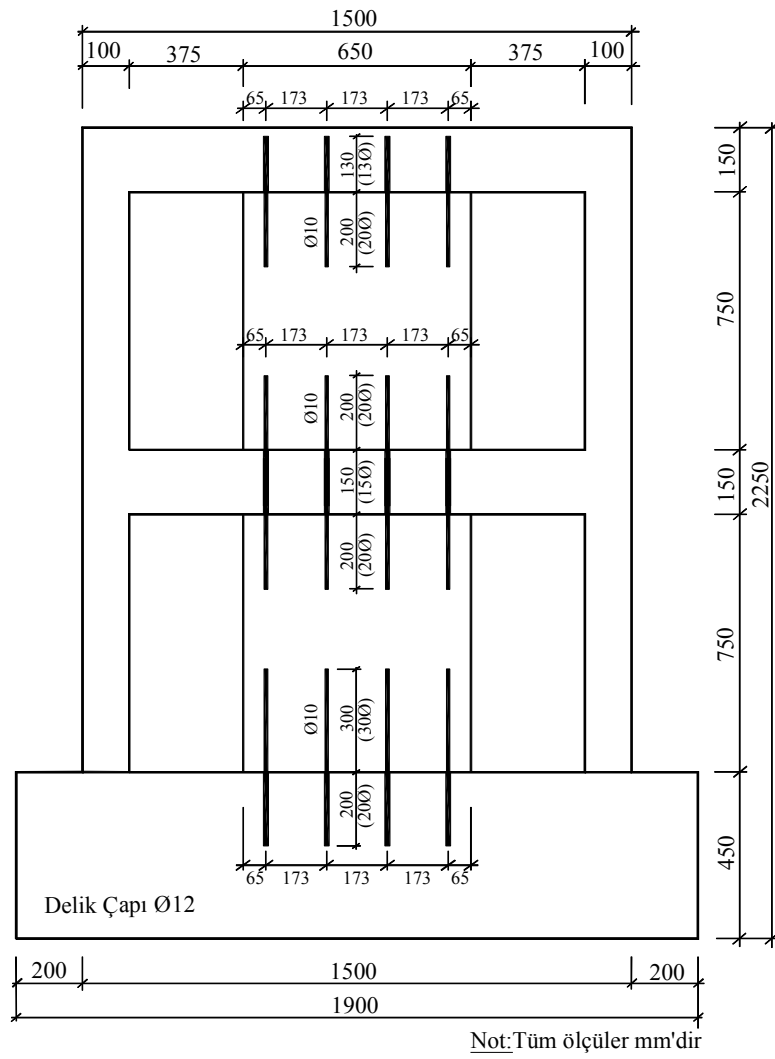 1500
100 375 650 375 100
65 173 173 173 65
130
(13Ø)
150
Ø10
200
(20Ø)
750
65 173 173 173 65
Ø10
200
(20Ø)
150
(15Ø)
150
2250
200
(20Ø)
750
Ø10
300
(30Ø)
200
(20Ø)
450
65 173 173 173 65
Delik Çapı Ø12
200 1500 200
1900
Not:Tüm ölçüler mm'dir